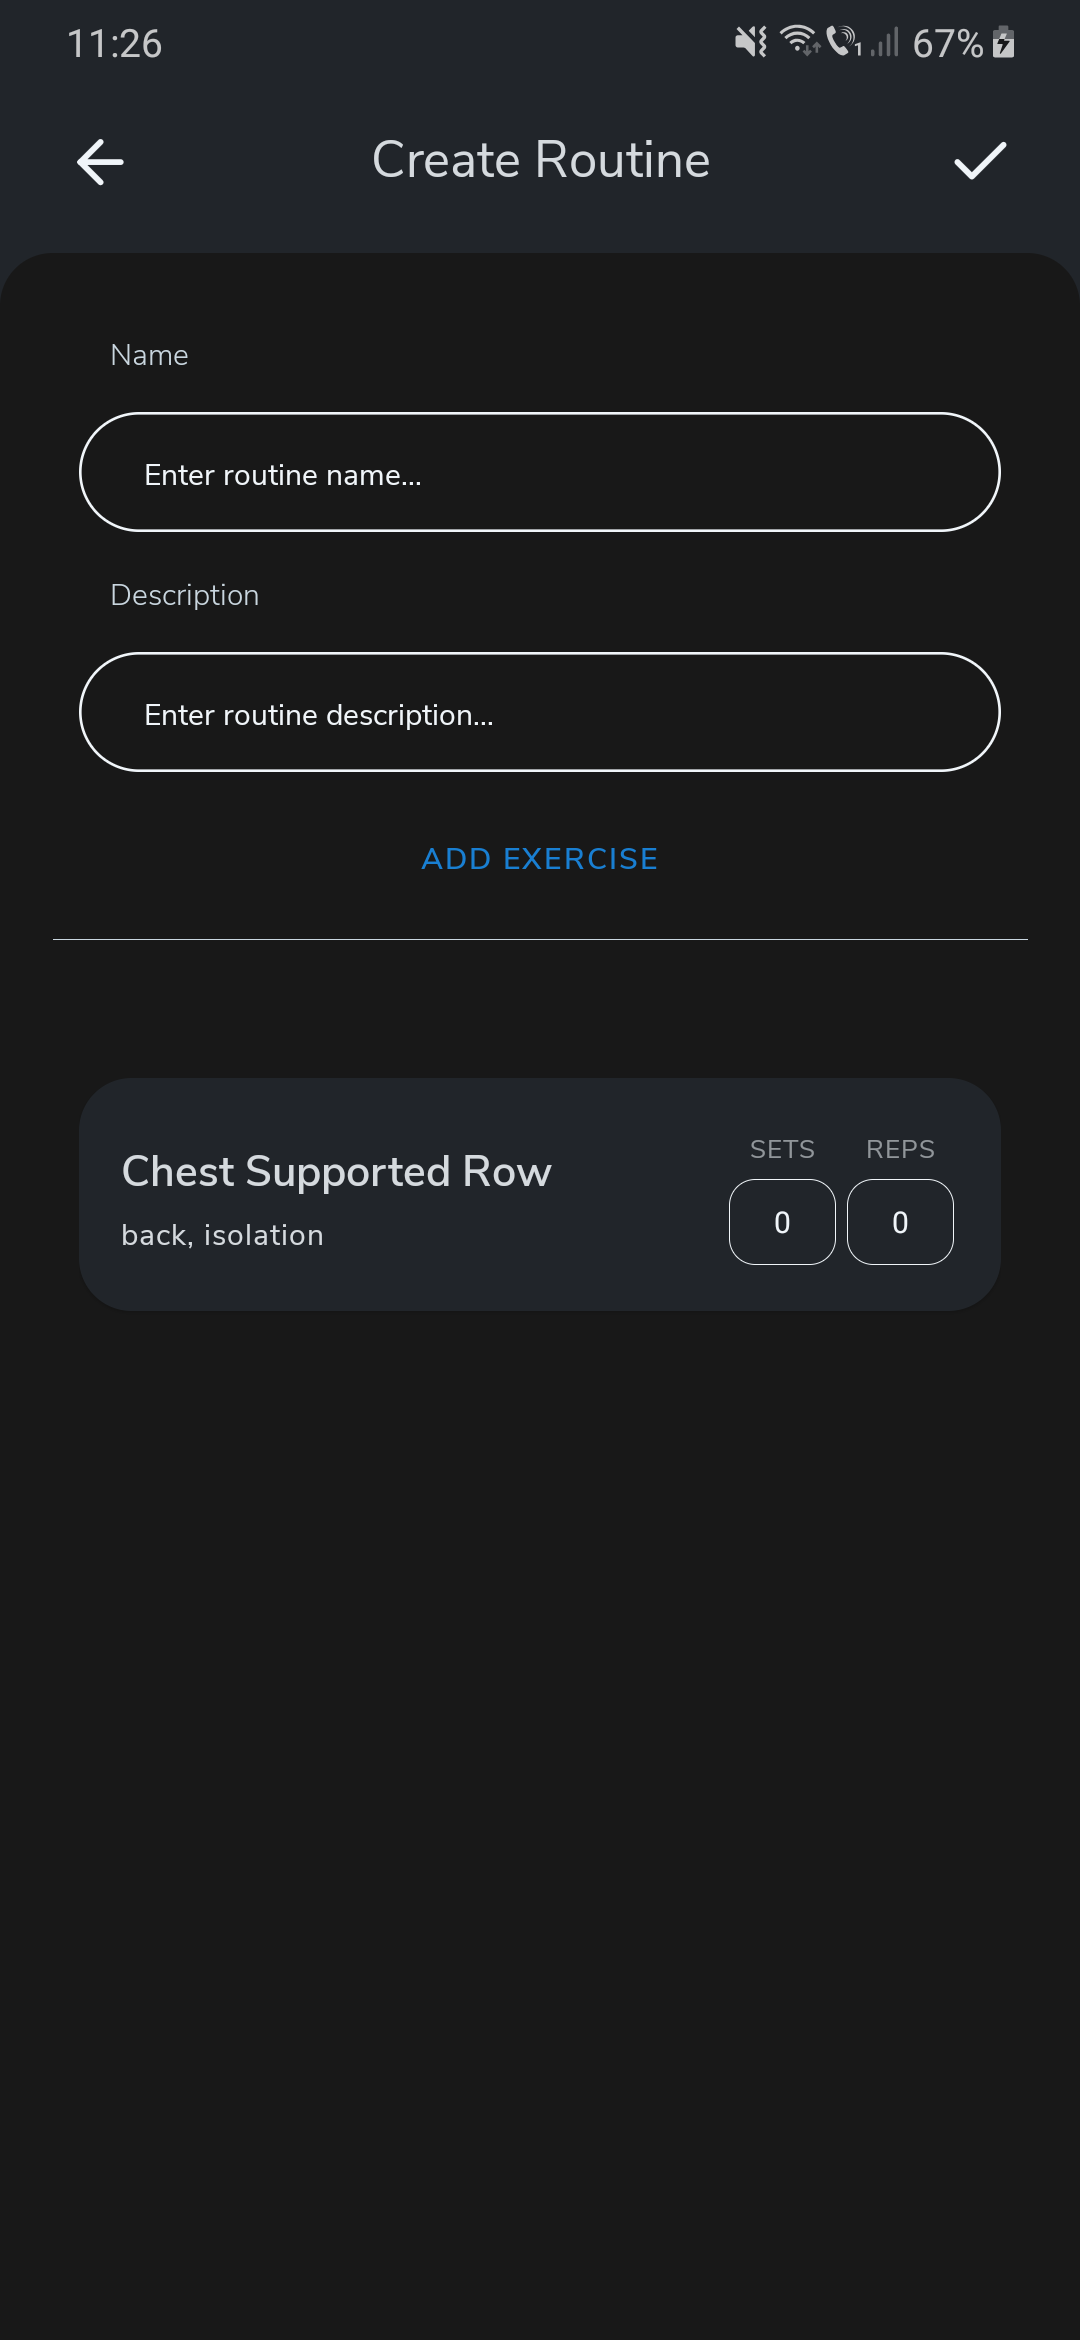 11:26
1
67%
Create Routine
Name
Enter routine name...
Description
Enter routine description...
ADD EXERCISE
SETS REPS
Chest Supported Row
0 0
back, isolation